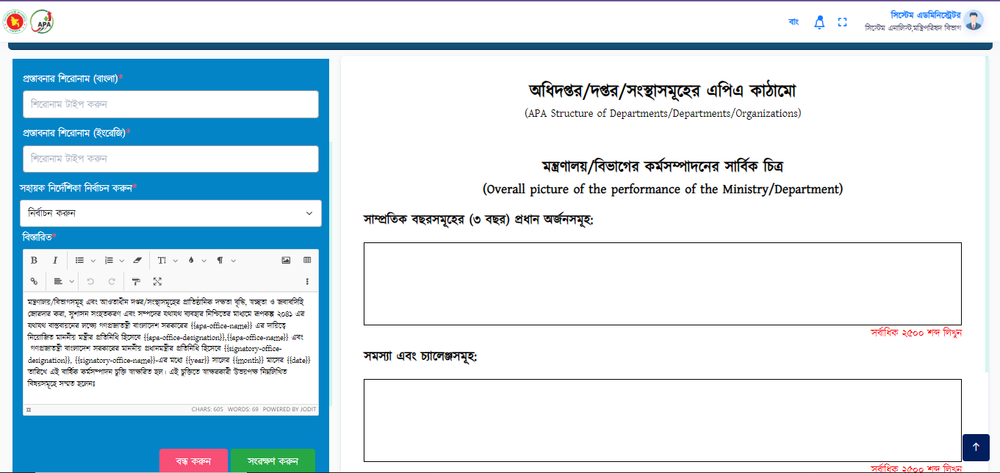 APA
বাং
সিস্টেম এডমিনিস্ট্রেটর
সিস্টেম এনালিস্ট,মন্ত্রিপরিষদ বিভাগ
প্রস্তাবনার শিরোনাম (বাংলা)*
শিরোনাম টাইপ করুন
প্রস্তাবনার শিরোনাম (ইংরেজি)*
শিরোনাম টাইপ করুন
সহায়ক নির্দেশিকা নির্বাচন করুন*
নির্বাচন করুন
বিস্তারিত*
মন্ত্রণালয়/বিভাগসমূহ এবং আওতাধীন দপ্তর/সংস্থাসমূহের প্রাতিষ্ঠানিক দক্ষতা বৃদ্ধি, স্বচ্ছতা ও জবাবদিহি
জোরদার করা, সুশাসন সংহতকরণ এবং সম্পদের যথাযথ ব্যবহার নিশ্চিতের মাধ্যমে রূপকল্প ২০৪১ এর
যথাযথ বাস্তবায়নের লক্ষ্যে গণপ্রজাতন্ত্রী বাংলাদেশ সরকারের {{apa-office-name}} এর দায়িত্বে
নিয়োজিত মাননীয় মন্ত্রীর প্রতিনিধি হিসেবে {{apa-office-designation}},{{apa-office-name}} এবং
গণপ্রজাতন্ত্রী বাংলাদেশ সরকারের মাননীয় প্রধানমন্ত্রীর প্রতিনিধি হিসেবে {{signatory-office-
designation}}, {{signatory-office-name}}-এর মধ্যে {{year}} সালের {{month}} মাসের {{date}}
তারিখে এই বার্ষিক কর্মসম্পাদন চুক্তি স্বাক্ষরিত হল। এই চুক্তিতে স্বাক্ষরকারী উভয়পক্ষ নিম্নলিখিত
বিষয়সমূহে সম্মত হলেনঃ
CHARS: 605 WORDS: 69 POWERED BY JODIT
বন্ধ করুন
সংরক্ষণ করুন
অধিদপ্তর/দপ্তর/সংস্থাসমূহের এপিএ কাঠামো
(APA Structure of Departments/Departments/Organizations)
মন্ত্রণালয়/বিভাগের কর্মসম্পাদনের সার্বিক চিত্র
(Overall picture of the performance of the Ministry/Department)
সাম্প্রতিক বছরসমূহের (৩ বছর) প্রধান অর্জনসমূহ:
সর্বাধিক ২৫০০ শব্দ লিখুন
সমস্যা এবং চ্যালেঞ্জসমূহ:
সর্বাধিক ২৫০০ শব্দ লিখুন